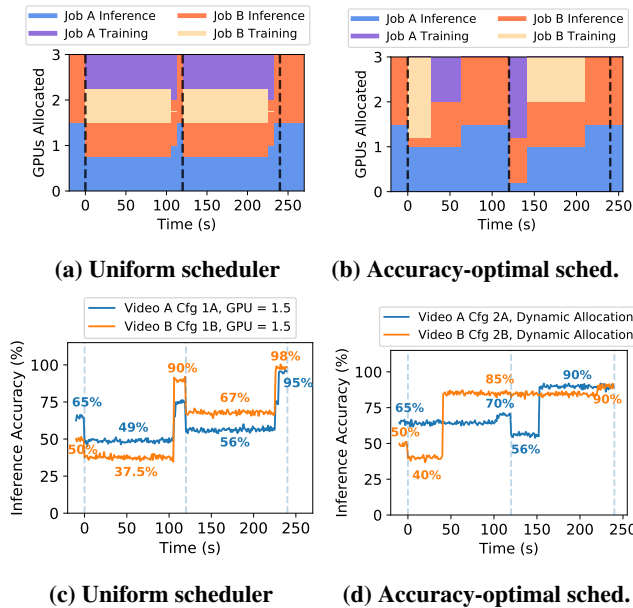 Job A Inference Job B Inference
Job A Training Job B Training
GPUs Allocated
3
2
1
0
0 50 100 150 200 250
Time (s)
(a) Uniform scheduler
Job A Inference Job B Inference
Job A Training Job B Training
GPUs Allocated
3
2
1
0
0 50 100 150 200 250
Time (s)
(b) Accuracy-optimal sched.
Video A Cfg 1A, GPU = 1.5
Video B Cfg 1B, GPU = 1.5
Inference Accuracy (%)
100
75
50
25
0
65%
50%
49%
37.5%
90%
67%
56%
98%
95%
0 50 100 150 200 250
Time (s)
(c) Uniform scheduler
Video A Cfg 2A, Dynamic Allocation
Video B Cfg 2B, Dynamic Allocation
Inference Accuracy (%)
100
75
50
25
0
65%
50%
40%
85%
70%
56%
90%
90%
0 50 100 150 200 250
Time (s)
(d) Accuracy-optimal sched.